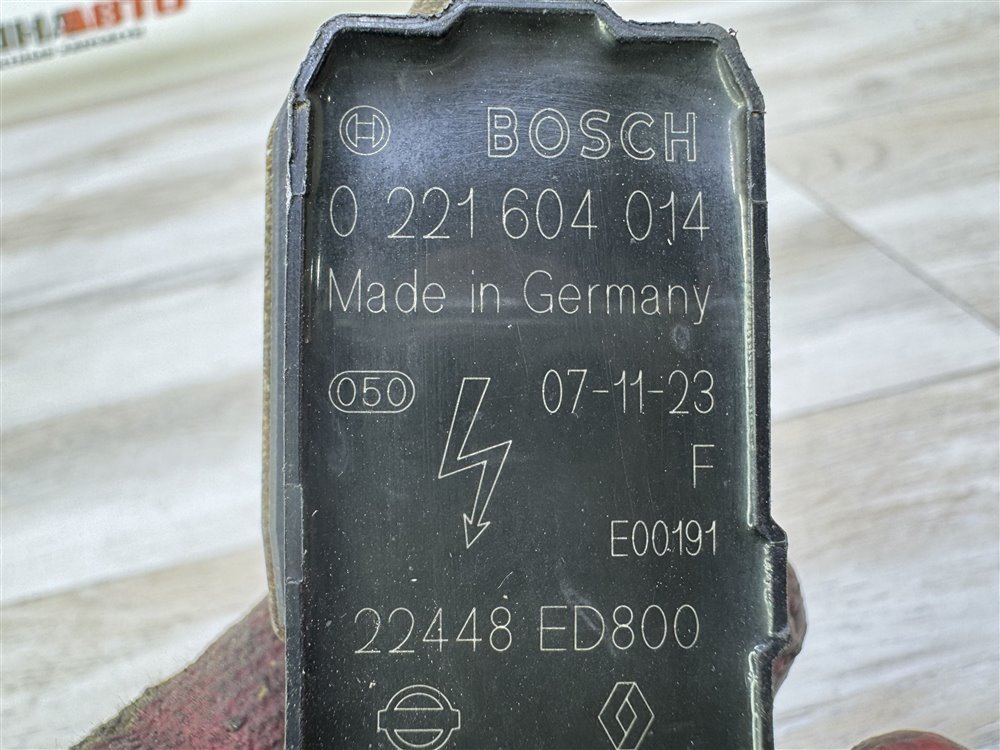 BOSCH
0 221 604 014
Made in Germany
050 07-11-23
F
E00191
22448 ED800